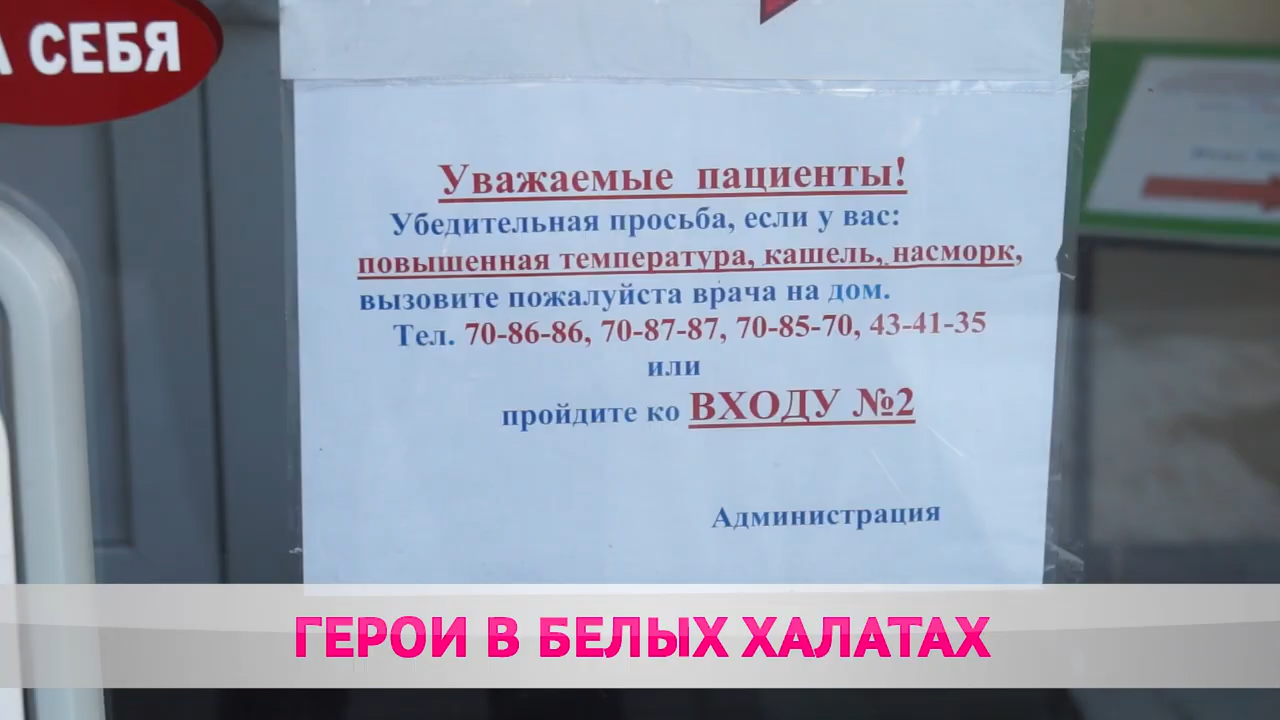 СЕБЯ
Уважаемые пациенты!
Убедительная просьба, если у вас:
повышенная температура, кашель, насморк,
вызовите пожалуйста врача на дом.
Тел. 70-86-86, 70-87-87, 70-85-70, 43-41-35
или
пройдите ко ВХОДУ №2
Администрация
ГЕРОИ В БЕЛЫХ ХАЛАТАХ